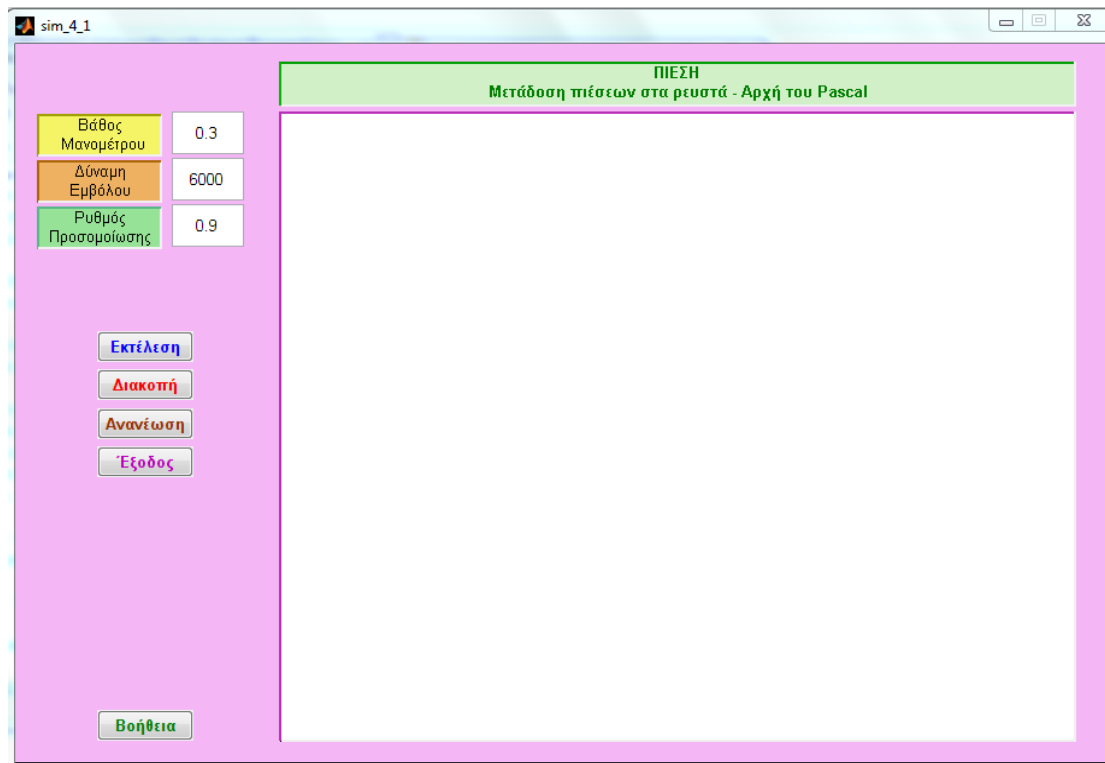 sim_4_1
ΠΙΕΣΗ
Μετάδοση πιέσεων στα ρευστά - Αρχή του Pascal
Βάθος
Μανομέτρου
0.3
Δύναμη
Εμβόλου
6000
Ρυθμός
Προσομοίωσης
0.9
Εκτέλεση
Διακοπή
Ανανέωση
Έξοδος
Βοήθεια